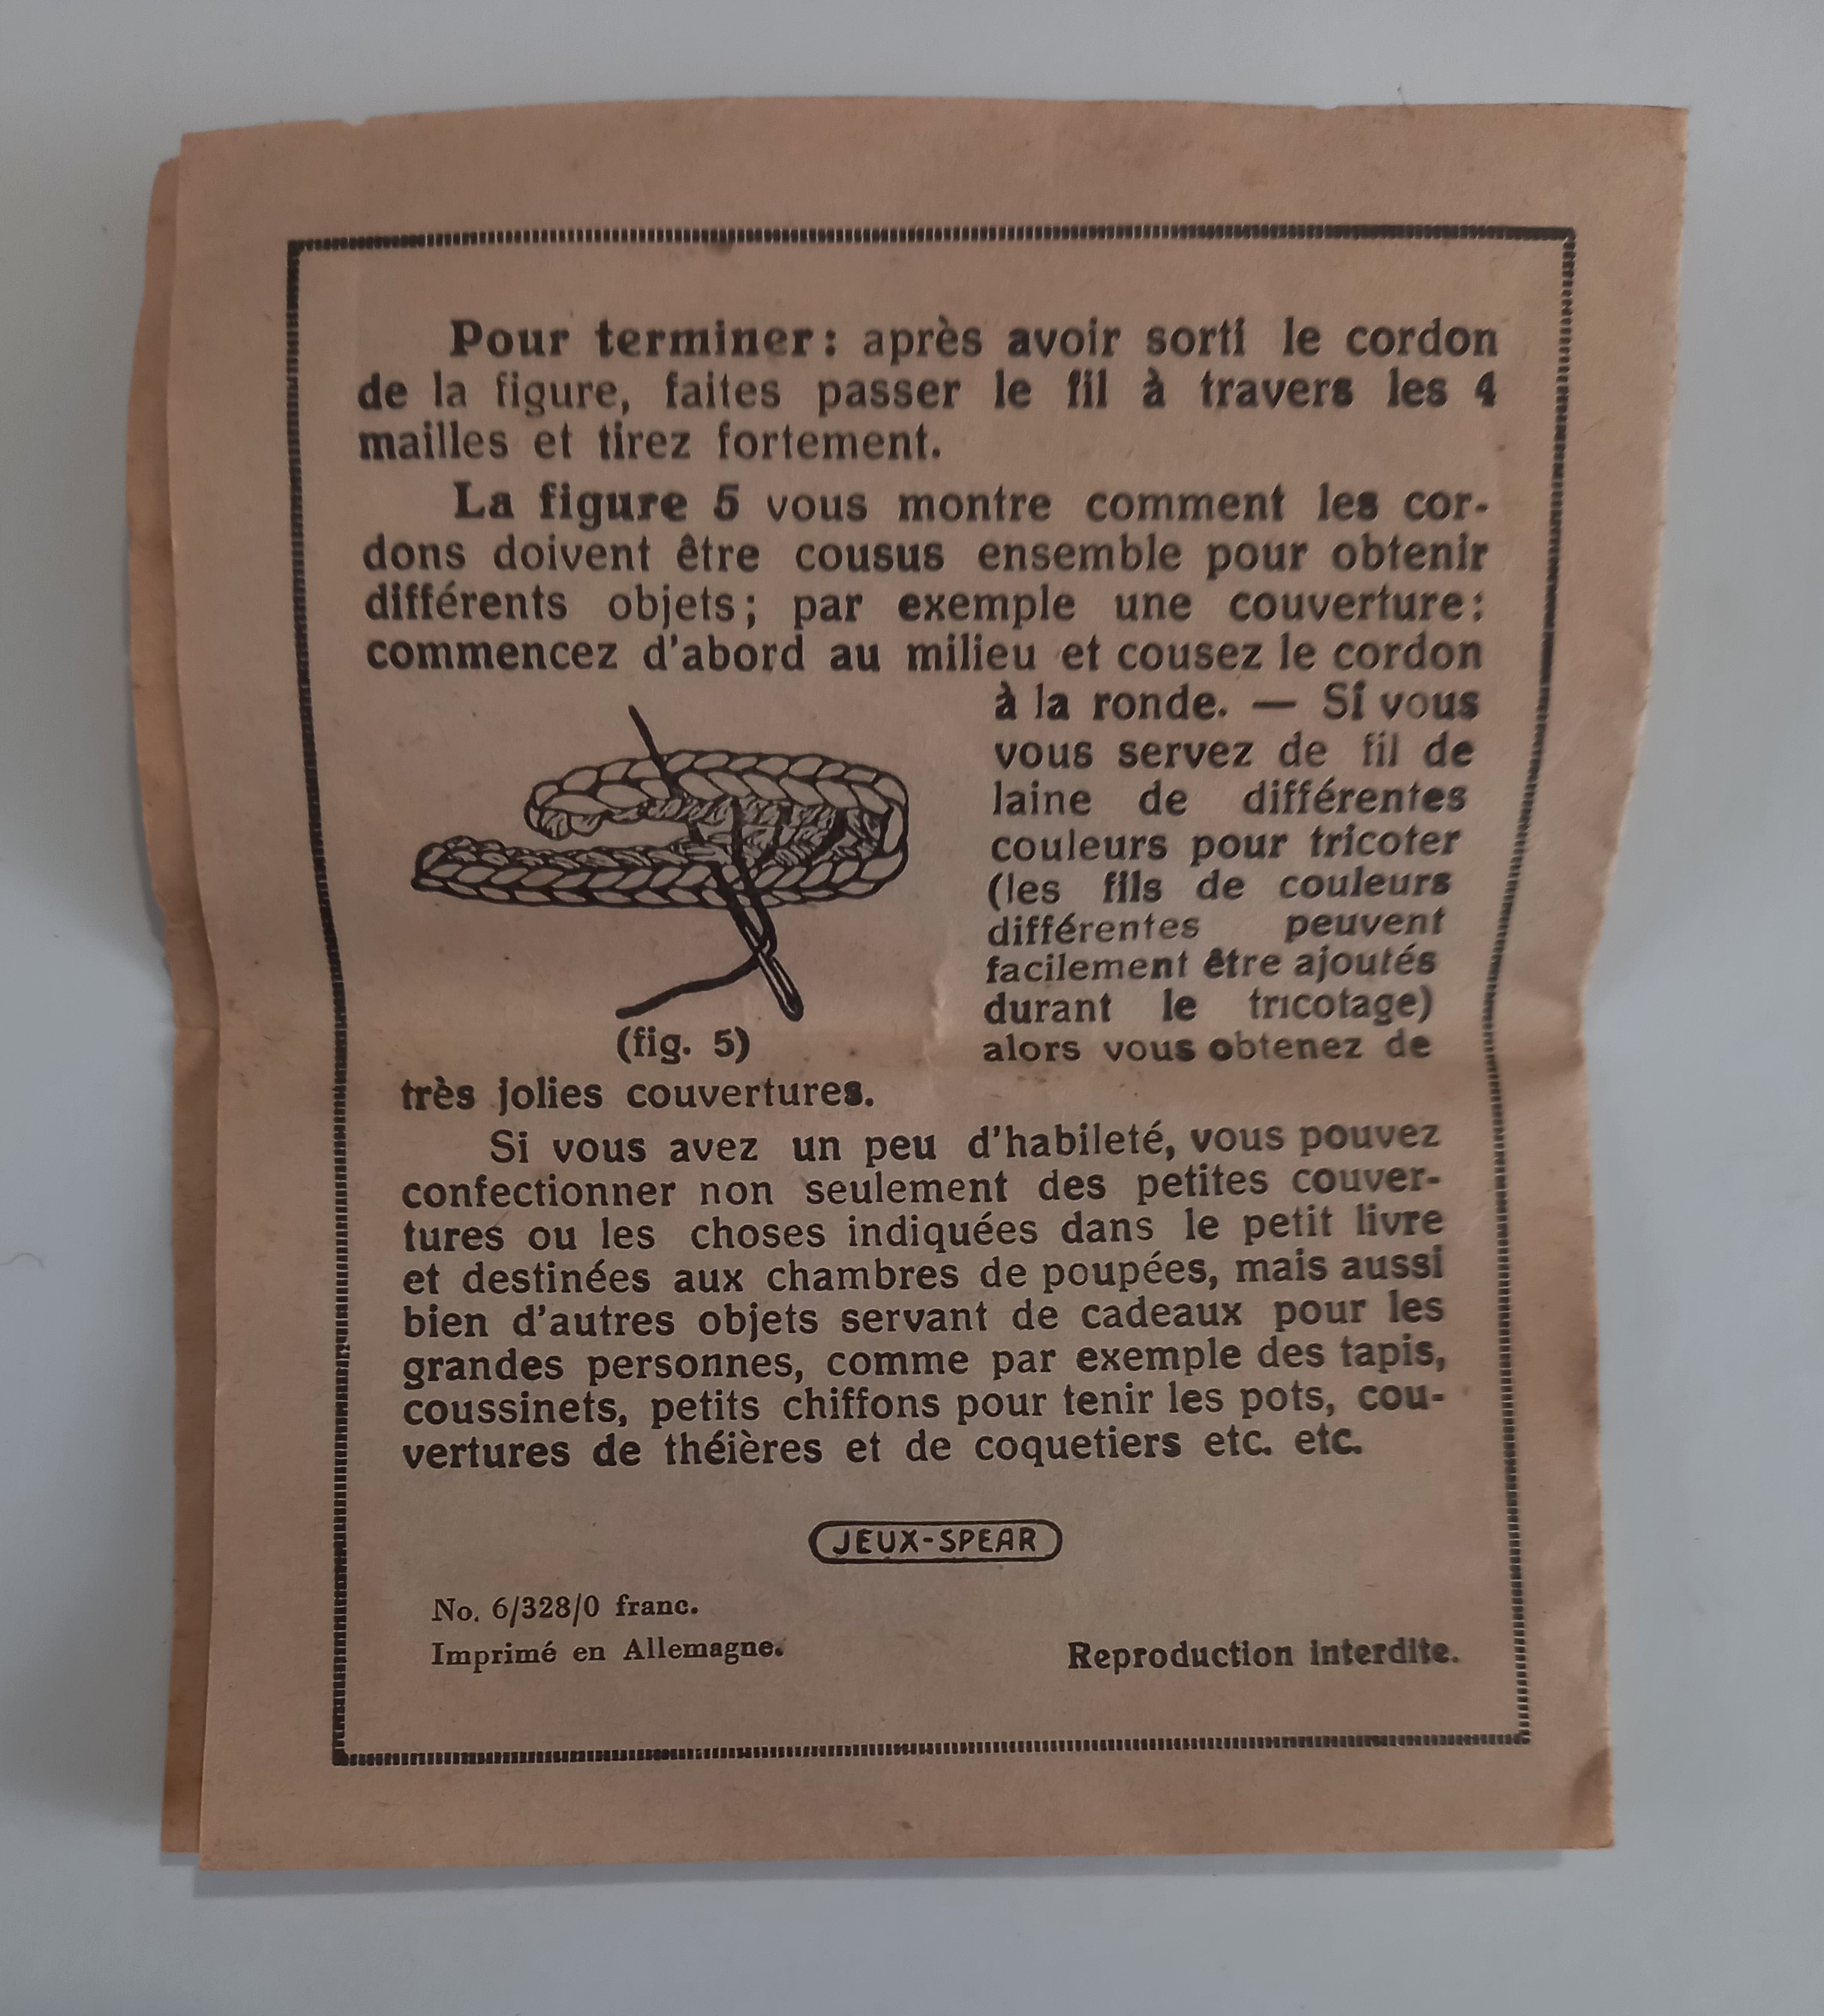 Pour terminer: après avoir sorti le cordon
de la figure, faites passer le fil à travers les 4
mailles et tirez fortement.
La figure 5 vous montre comment les cor-
dons doivent être cousus ensemble pour obtenir
différents objets; par exemple une couverture:
commencez d'abord au milieu et cousez le cordon
à la ronde. — Si vous
vous servez de fil de
laine de différentes
couleurs pour tricoter
(les fils de couleurs
différentes peuvent
facilement être ajoutés
durant le tricotage)
alors vous obtenez de
(fig. 5)
très jolies couvertures.
Si vous avez un peu d'habileté, vous pouvez
confectionner non seulement des petites couver-
tures ou les choses indiquées dans le petit livre
et destinées aux chambres de poupées, mais aussi
bien d'autres objets servant de cadeaux pour les
grandes personnes, comme par exemple des tapis,
coussinets, petits chiffons pour tenir les pots, cou-
vertures de théières et de coquetiers etc. etc.
JEUX-SPEAR
No. 6/328/0 franc.
Imprimé en Allemagne.
Reproduction interdite.